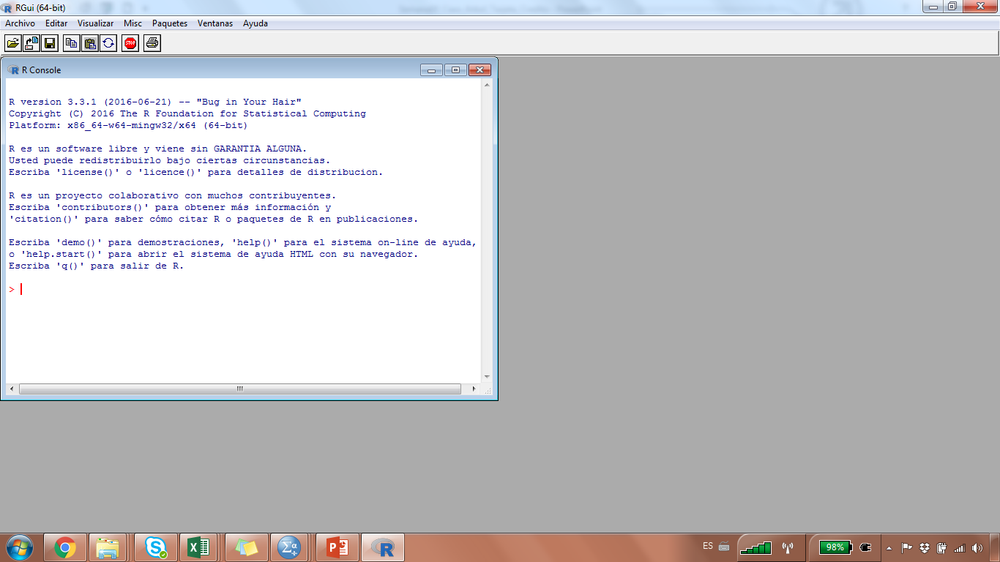 RGui (64-bit)
Archivo Editar Visualizar Misc Paquetes Ventanas Ayuda
STOP
R Console
R version 3.3.1 (2016-06-21) -- "Bug in Your Hair"
Copyright (C) 2016 The R Foundation for Statistical Computing
Platform: x86_64-w64-mingw32/x64 (64-bit)
R es un software libre y viene sin GARANTIA ALGUNA.
Usted puede redistribuirlo bajo ciertas circunstancias.
Escriba 'license()' o 'licence()' para detalles de distribucion.
R es un proyecto colaborativo con muchos contribuyentes.
Escriba 'contributors()' para obtener más información y
'citation()' para saber cómo citar R o paquetes de R en publicaciones.
Escriba 'demo()' para demostraciones, 'help()' para el sistema on-line de ayuda,
o 'help.start()' para abrir el sistema de ayuda HTML con su navegador.
Escriba 'q()' para salir de R.
>
ES 98%